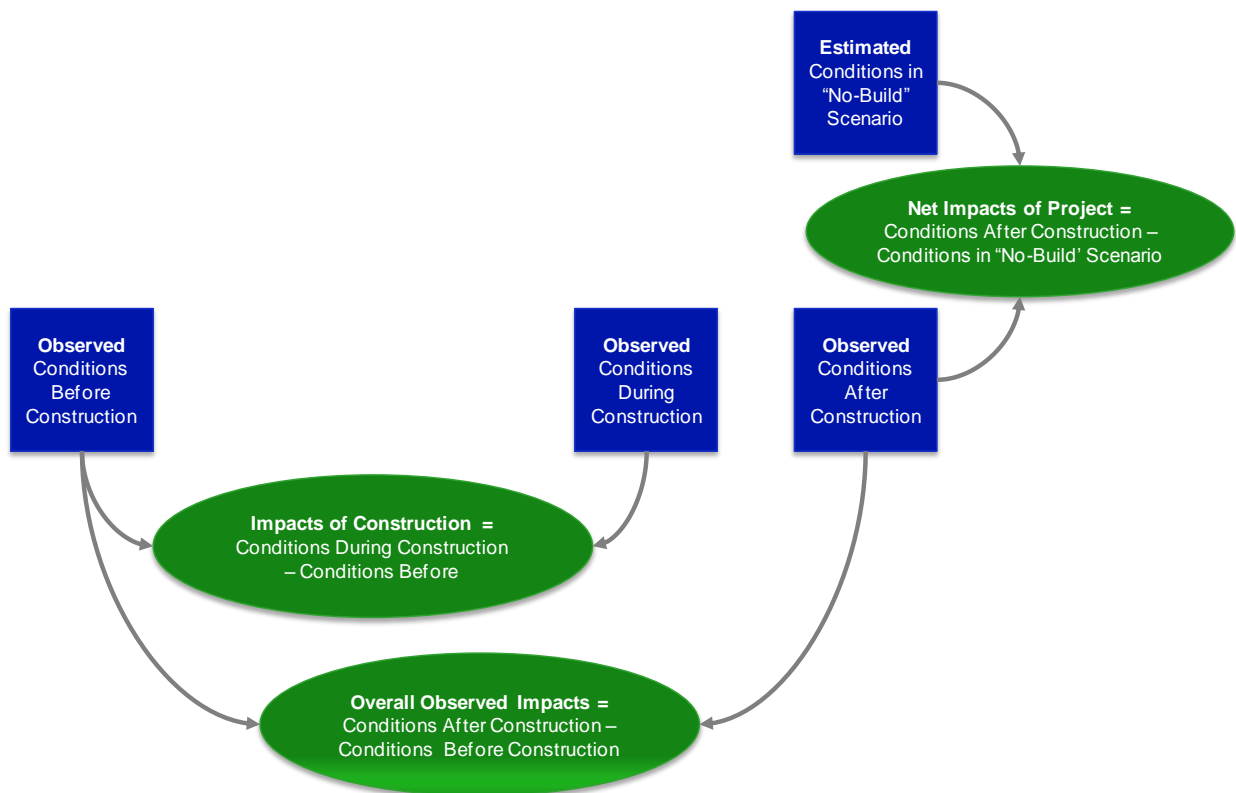 Estimated
Conditions in
“No-Build”
Scenario
Net Impacts of Project =
Conditions After Construction –
Conditions in “No-Build’ Scenario
Observed
Conditions
Before
Construction
Observed
Conditions
During
Construction
Observed
Conditions
After
Construction
Impacts of Construction =
Conditions During Construction
– Conditions Before
Overall Observed Impacts =
Conditions After Construction –
Conditions Before Construction